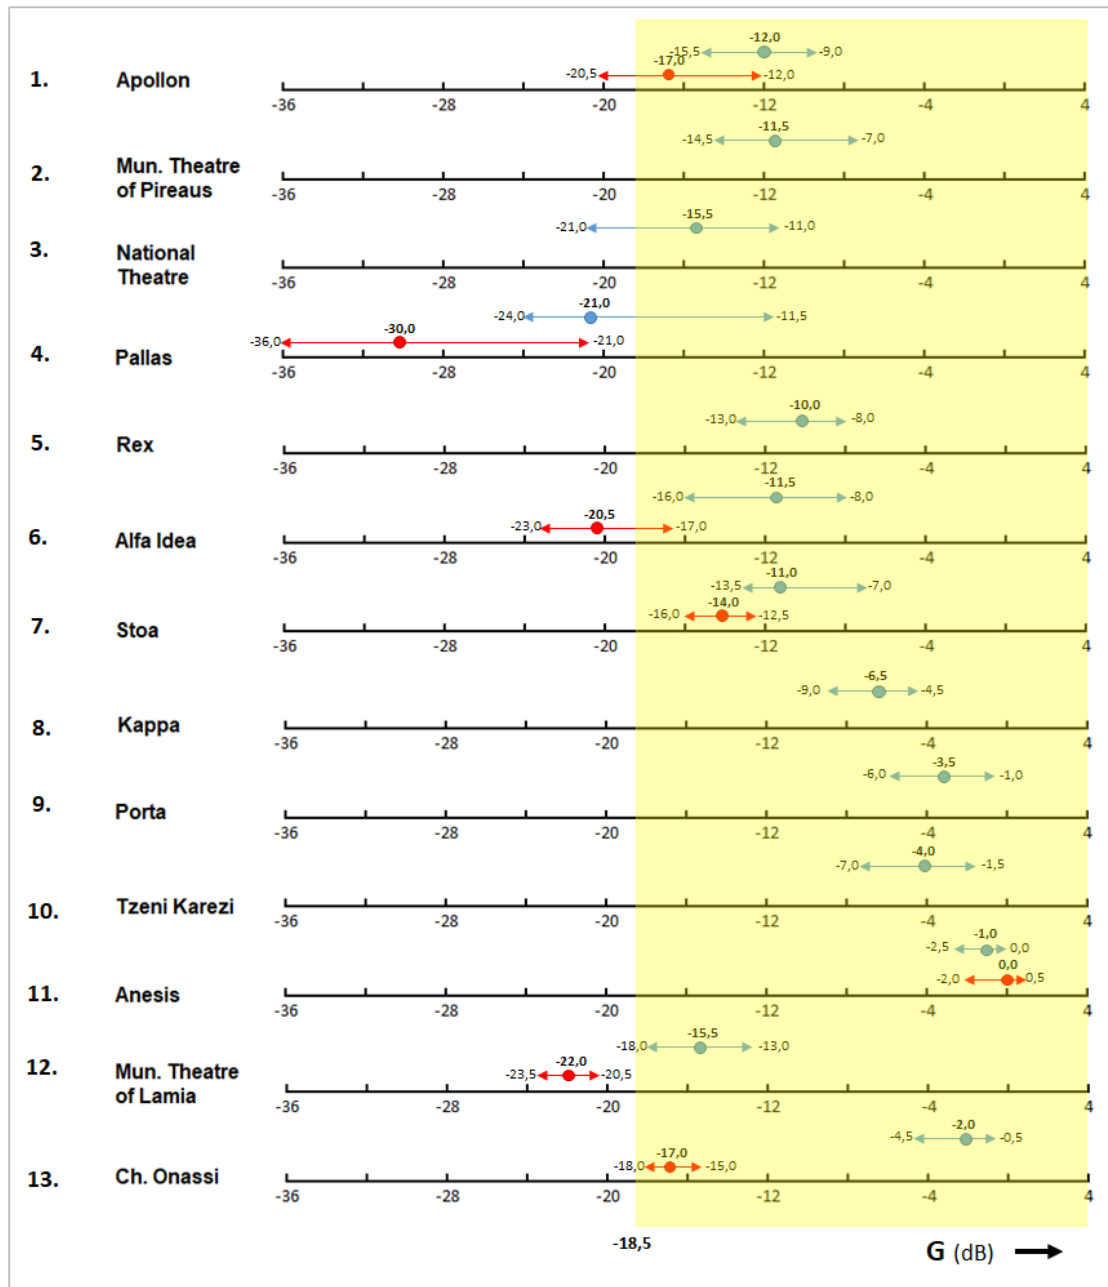 -12,0
-15,5 -9,0
-17,0
-20,5 -12,0
1. Apollon
-36 -28 -20 -12 -4 4
-11,5
-14,5 -7,0
2. Mun. Theatre
of Pireaus
-36 -28 -20 -12 -4 4
-15,5
-21,0 -11,0
3. National
Theatre
-36 -28 -20 -12 -4 4
-21,0
-24,0 -11,5
-30,0
-36,0 -21,0
4. Pallas
-36 -28 -20 -12 -4 4
-10,0
-13,0 -8,0
5. Rex
-36 -28 -20 -12 -4 4
-11,5
-16,0 -8,0
-20,5
-23,0 -17,0
6. Alfa Idea
-36 -28 -20 -12 -4 4
-11,0
-13,5 -7,0
-14,0
-16,0 -12,5
7. Stoa
-36 -28 -20 -12 -4 4
-6,5
-9,0 -4,5
8. Kappa
-36 -28 -20 -12 -4 4
-3,5
-6,0 -1,0
9. Porta
-36 -28 -20 -12 -4 4
-4,0
-7,0 -1,5
10. Tzeni Karezi
-36 -28 -20 -12 -4 4
-1,0
-2,5 0,0
0,0
-2,0 0,5
11. Anesis
-36 -28 -20 -12 -4 4
-15,5
-18,0 -13,0
-22,0
-23,5 -20,5
12. Mun. Theatre
of Lamia
-36 -28 -20 -12 -4 4
-2,0
-4,5 -0,5
-17,0
-18,0 -15,0
13. Ch. Onassi
-36 -28 -20 -12 -4 4
-18,5
G (dB)